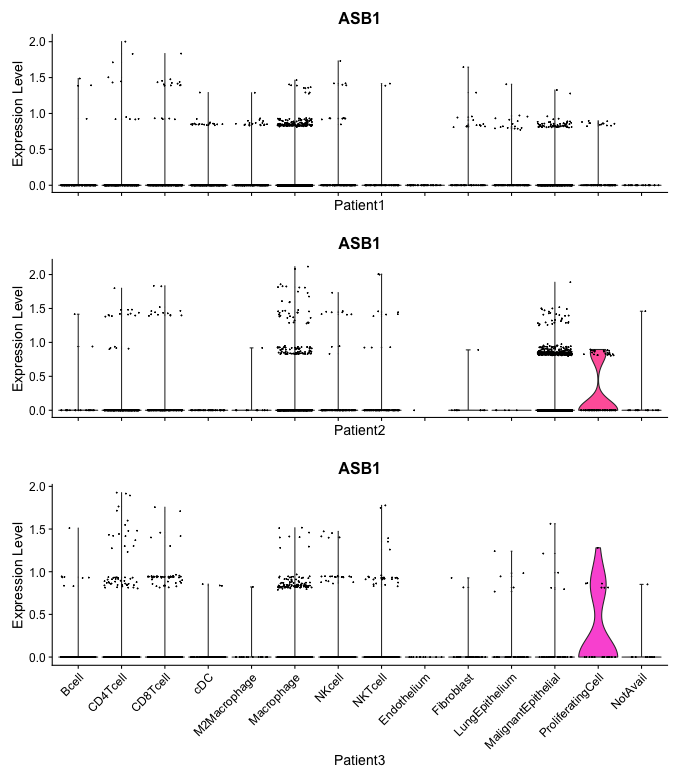 ASB1
Expression Level
2.0
1.5
1.0
0.5
0.0
Patient1
ASB1
Expression Level
2.0
1.5
1.0
0.5
0.0
Patient2
ASB1
Expression Level
2.0
1.5
1.0
0.5
0.0
Bcell
CD4Tcell
CD8Tcell
cDC
M2Macrophage
Macrophage
NKcell
NKTcell
Endothelium
Fibroblast
LungEpithelium
MalignantEpithelial
ProliferatingCell
NotAvail
Patient3